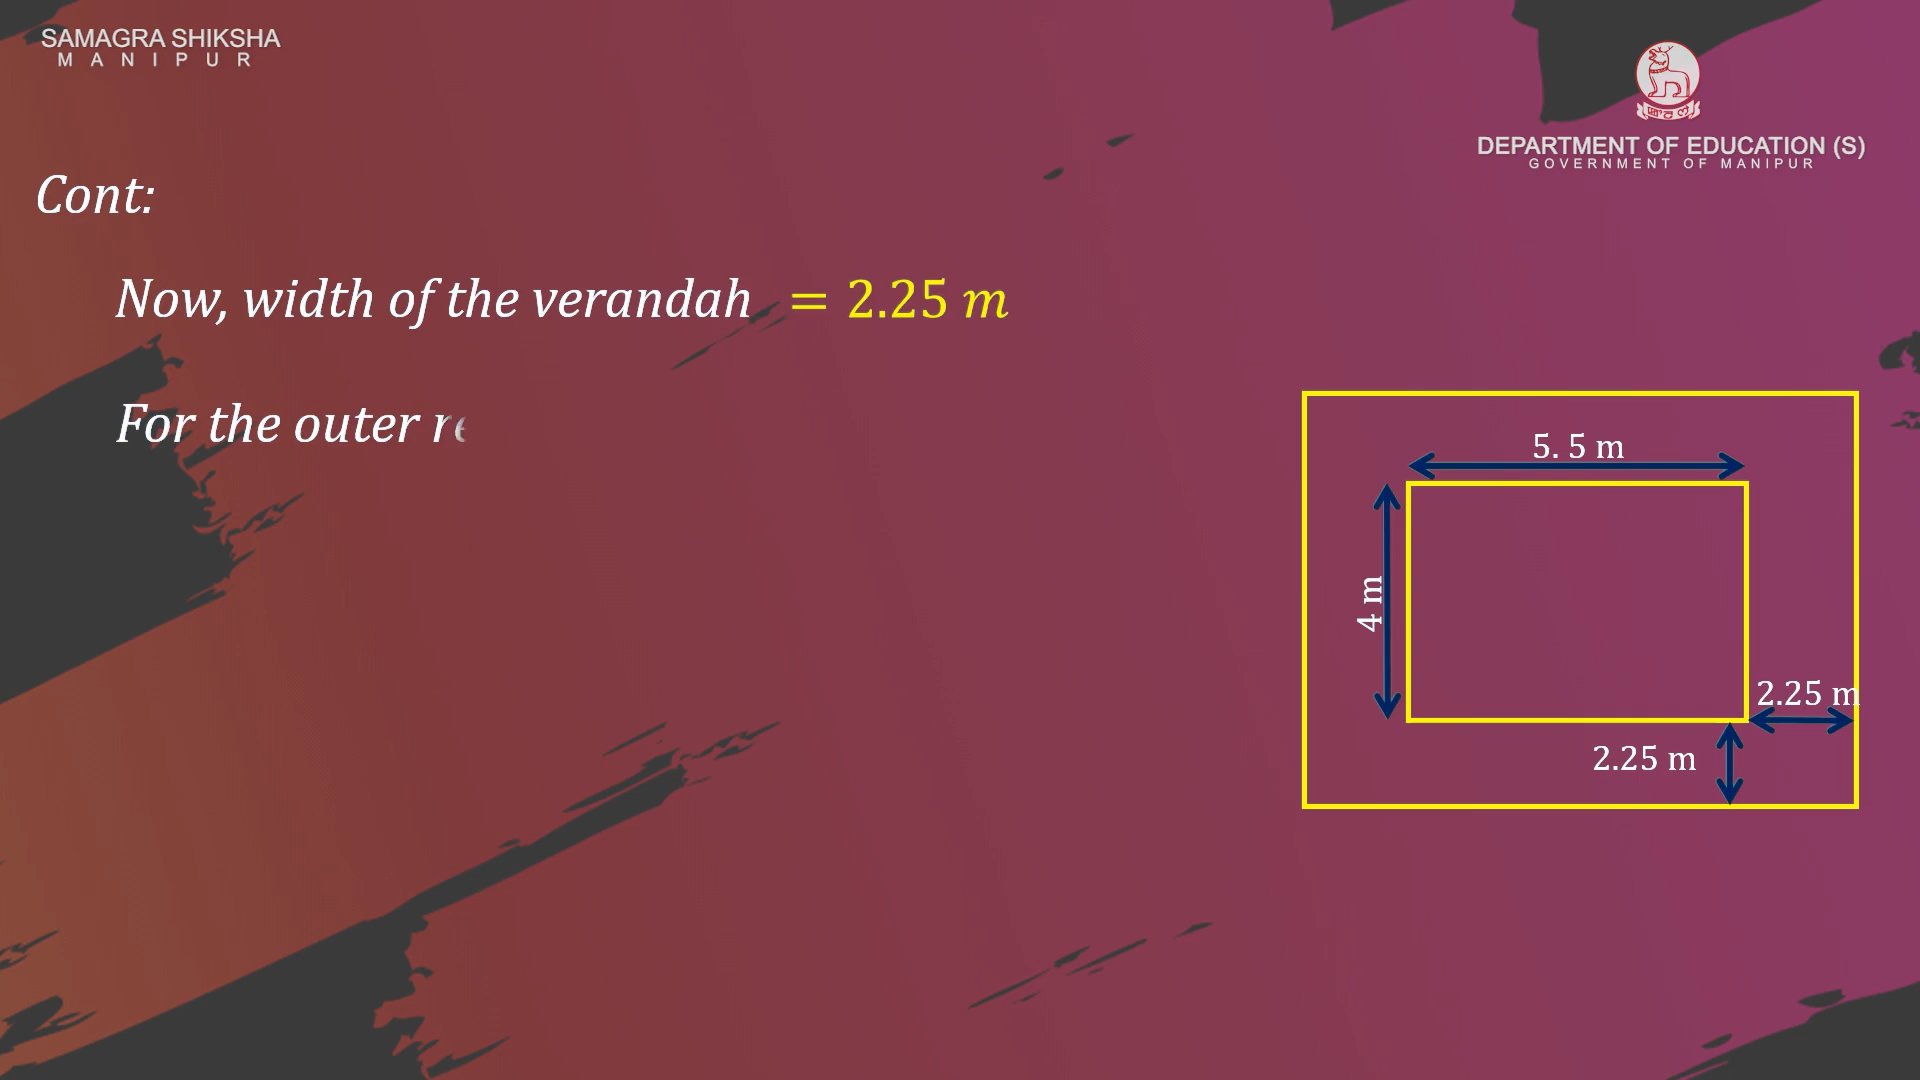 SAMAGRA SHIKSHA
MANIPUR
DEPARTMENT OF EDUCATION (S)
GOVERNMENT OF MANIPUR
Cont:
Now, width of the verandah = 2.25 m
For the outer
5. 5 m
4 m
2.25 m
2.25 m